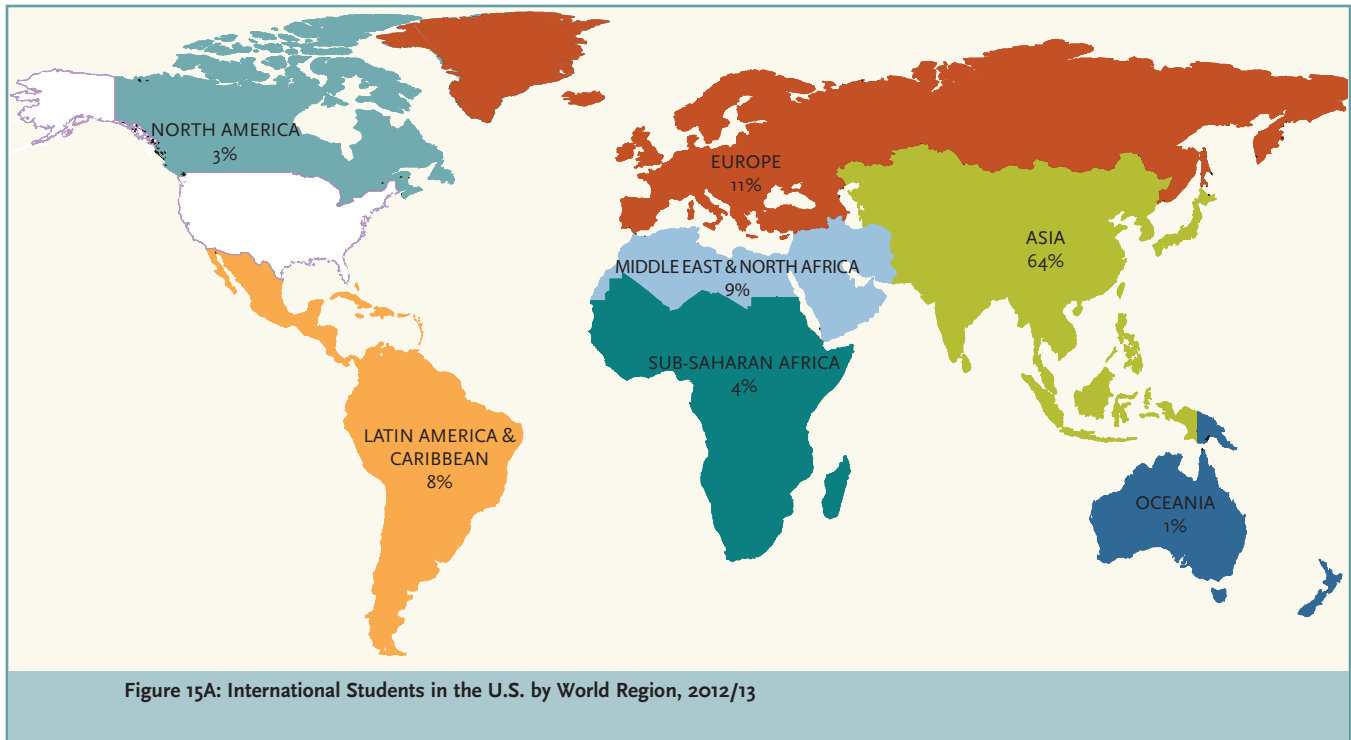 NORTH AMERICA
3%
EUROPE
11%
ASIA
64%
MIDDLE EAST & NORTH AFRICA
9%
SUB-SAHARAN AFRICA
4%
LATIN AMERICA &
CARIBBEAN
8%
OCEANIA
1%
Figure 15A: International Students in the U.S. by World Region, 2012/13